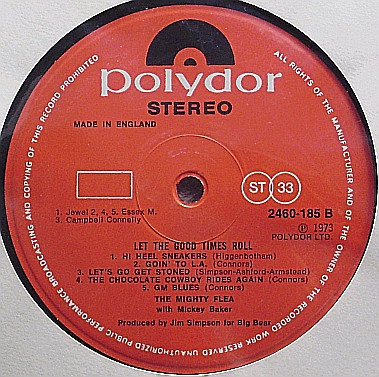 polydor
STEREO
MADE IN ENGLAND
ST 33
2460-185 B
1. Jewel 2, 4, 5. Essex M.
3. Campbell Connelly
℗ 1973
POLYDOR LTD.
LET THE GOOD TIMES ROLL
1. HI HEEL SNEAKERS (Higgenbotham)
2. GOIN' TO L.A. (Connors)
3. LET'S GO GET STONED (Simpson-Ashford-Armstead)
4. THE CHOCOLATE COWBOY RIDES AGAIN (Connors)
5. GM BLUES (Connors)
THE MIGHTY FLEA
with Mickey Baker
Produced by Jim Simpson for Big Bear
ALL RIGHTS OF THE MANUFACTURER AND OF THE OWNER OF THE RECORDED WORK RESERVED UNAUTHORIZED PUBLIC PERFORMANCE BROADCASTING AND COPYING OF THIS RECORD PROHIBITED